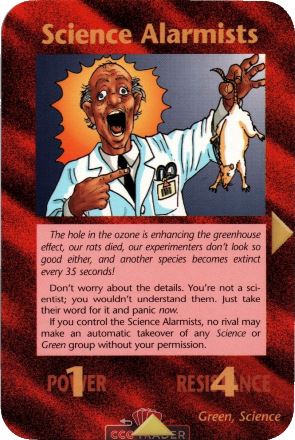 Science Alarmists
The hole in the ozone is enhancing the greenhouse
effect, our rats died, our experimenters don't look so
good either, and another species becomes extinct
every 35 seconds!
Don't worry about the details. You're not a sci-
entist; you wouldn't understand them. Just take
their word for it and panic now.
If you control the Science Alarmists, no rival may
make an automatic takeover of any Science or
Green group without your permission.
POWER 1 RESISTANCE 4
Green, Science
CCGTRADER